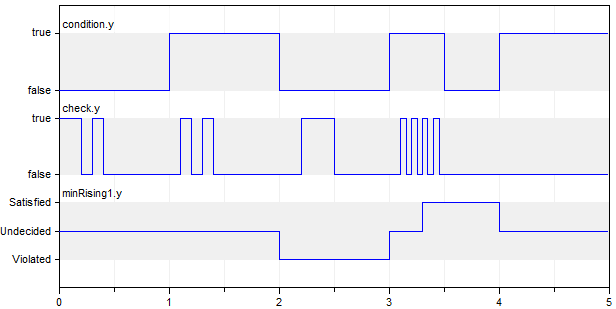 condition.y
true
false
check.y
true
false
minRising1.y
Satisfied
Undecided
Violated
0 1 2 3 4 5